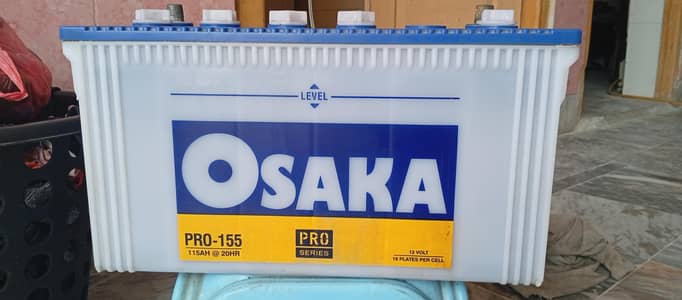 LEVEL
OSAKA
PRO-155
115AH @ 20HR
PRO
SERIES
12 VOLT
19 PLATES PER CELL